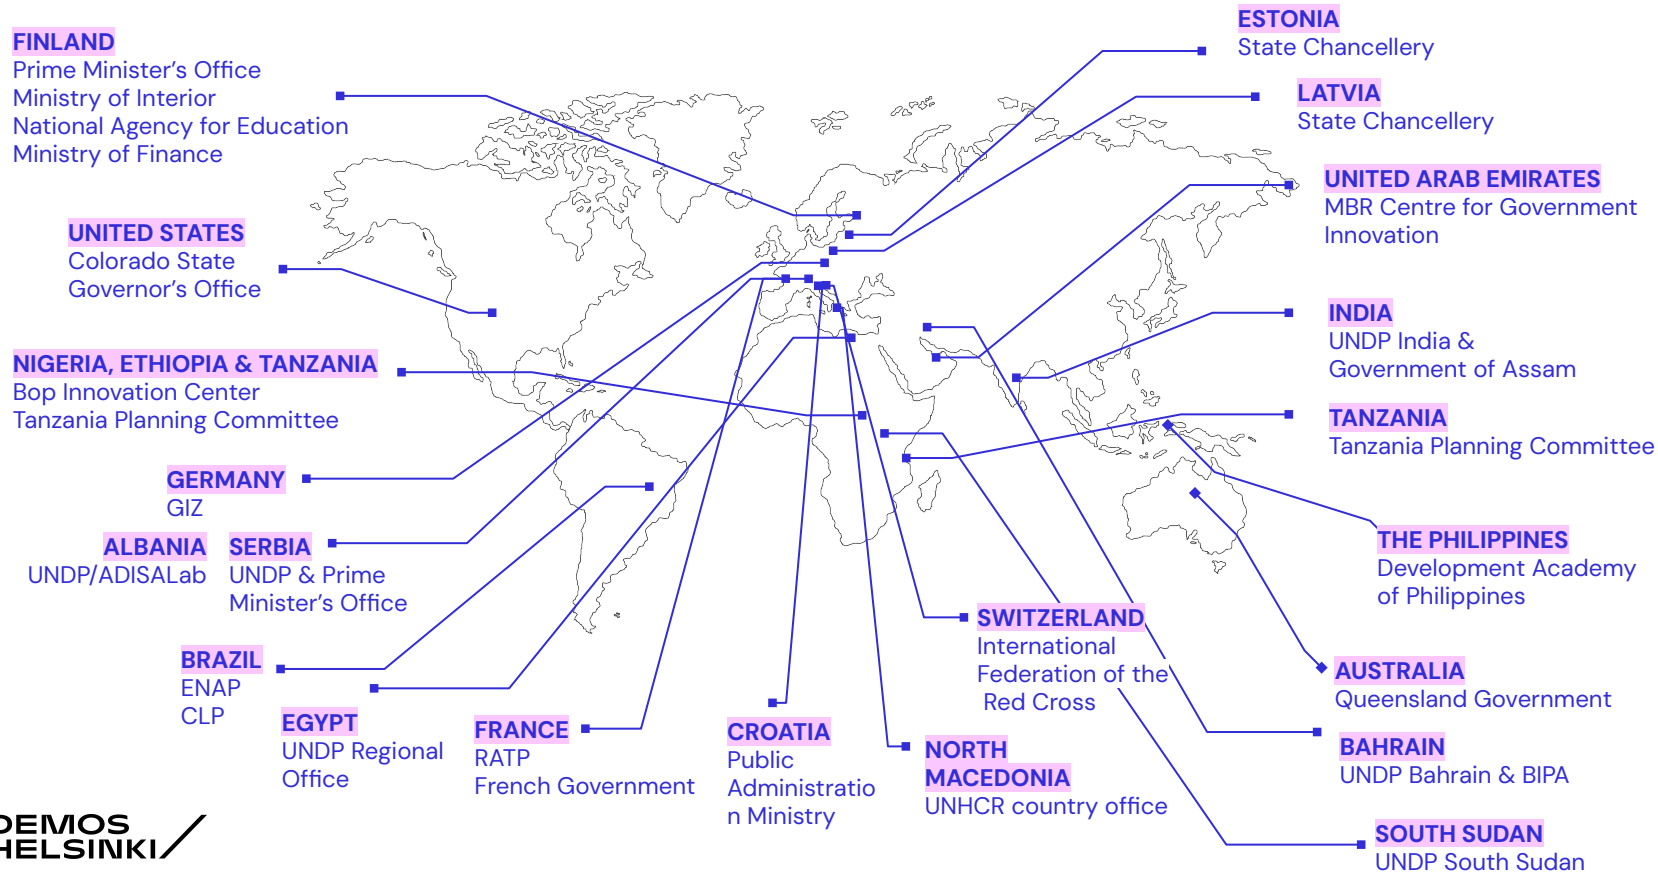 FINLAND
Prime Minister's Office
Ministry of Interior
National Agency for Education
Ministry of Finance
UNITED STATES
Colorado State
Governor's Office
NIGERIA, ETHIOPIA & TANZANIA
Bop Innovation Center
Tanzania Planning Committee
GERMANY
GIZ
ALBANIA
UNDP/ADISALab
SERBIA
UNDP & Prime
Minister's Office
BRAZIL
ENAP
CLP
EGYPT
UNDP Regional
Office
FRANCE
RATP
French Government
CROATIA
Public
Administratio
n Ministry
NORTH
MACEDONIA
UNHCR country office
SWITZERLAND
International
Federation of the
Red Cross
ESTONIA
State Chancellery
LATVIA
State Chancellery
UNITED ARAB EMIRATES
MBR Centre for Government
Innovation
INDIA
UNDP India &
Government of Assam
TANZANIA
Tanzania Planning Committee
THE PHILIPPINES
Development Academy
of Philippines
AUSTRALIA
Queensland Government
BAHRAIN
UNDP Bahrain & BIPA
SOUTH SUDAN
UNDP South Sudan
DEMOS
HELSINKI